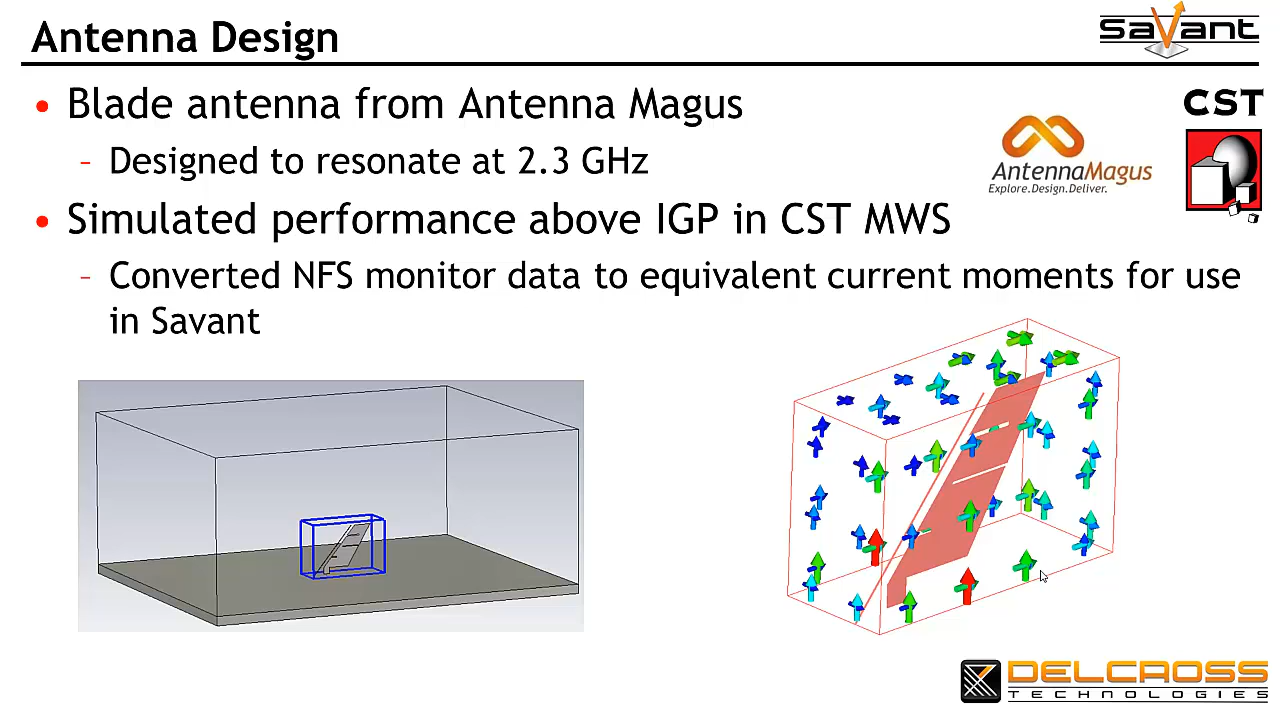 Antenna Design
SAVANT
• Blade antenna from Antenna Magus
– Designed to resonate at 2.3 GHz
AntennaMagus
Explore.Design.Deliver.
CST
• Simulated performance above IGP in CST MWS
– Converted NFS monitor data to equivalent current moments for use
in Savant
DELCROSS
TECHNOLOGIES